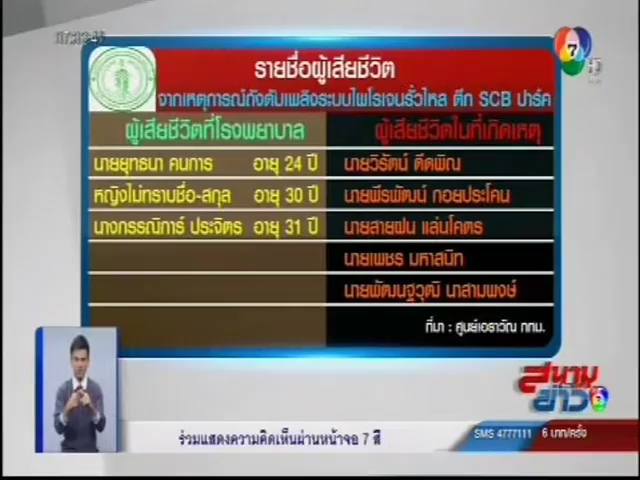 7
รายชื่อผู้เสียชีวิต
จากเหตุการณ์ถังดับเพลิงระบบไพโรเจนรั่วไหล ตึก SCB ปาร์ค
ผู้เสียชีวิตที่โรงพยาบาล ผู้เสียชีวิตในที่เกิดเหตุ
นายยุทธนา คนการ อายุ 24 ปี นายวิรัตน์ ดีดพิณ
หญิงไม่ทราบชื่อ-สกุล อายุ 30 ปี นายพีรพัฒน์ กอยประโคน
นางกรรณิการ์ ประจิตร อายุ 31 ปี นายสายฝน แล่นโคตร
นายเพชร มหาสนิท
นายพัฒนฐวุฒิ นาสามพงษ์
ที่มา : ศูนย์เอราวัณ กทม.
สนาม
ข่าว 7
ร่วมแสดงความคิดเห็นผ่านหน้าจอ 7 สี SMS 4777111 6 บาท/ครั้ง